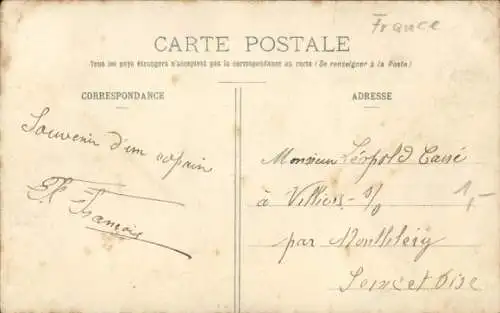 France
CARTE POSTALE
Tous les pays étrangers n'acceptent pas la correspondance au recto (Se renseigner à la Poste)
CORRESPONDANCE
ADRESSE
Souvenir d'un copain
François
Monsieur Léopold Cassé
à Villiers s/o
par Montlhéry
Seine et Oise
1,-